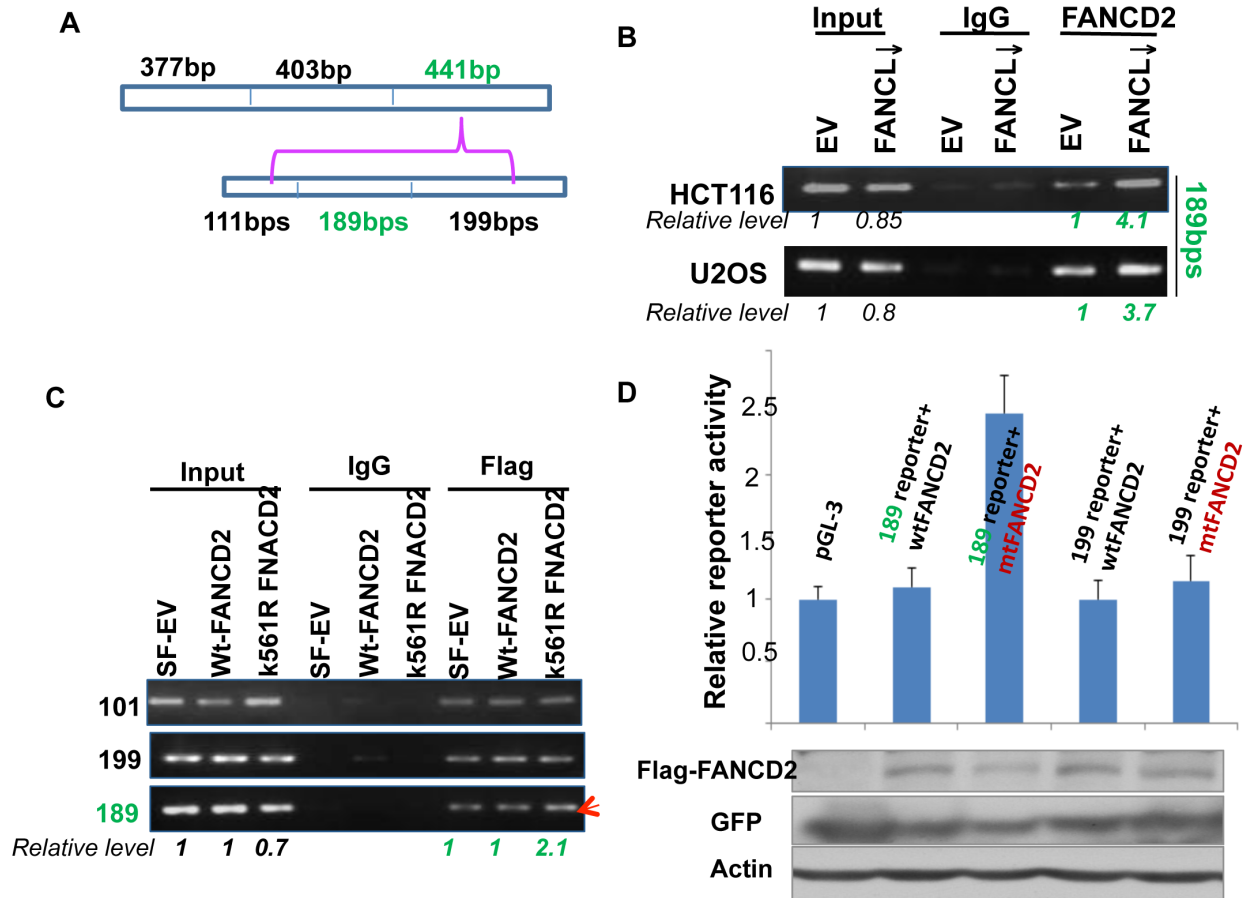 A
377bp 403bp 441bp
111bps 189bps 199bps
B
Input IgG FANCD2
EV FANCL↓ EV FANCL↓ EV FANCL↓
HCT116
Relative level 1 0.85 1 4.1
U2OS
Relative level 1 0.8 1 3.7
189bps
C
Input IgG Flag
SF-EV Wt-FANCD2 k561R FNACD2 SF-EV Wt-FANCD2 k561R FNACD2 SF-EV Wt-FANCD2 k561R FNACD2
101
199
189
Relative level 1 1 0.7 1 1 2.1
D
Relative reporter activity
2.5
2
1.5
1
0.5
pGL-3
189 reporter+
wtFANCD2
189 reporter+
mtFANCD2
199 reporter+
wtFANCD2
199 reporter+
mtFANCD2
Flag-FANCD2
GFP
Actin